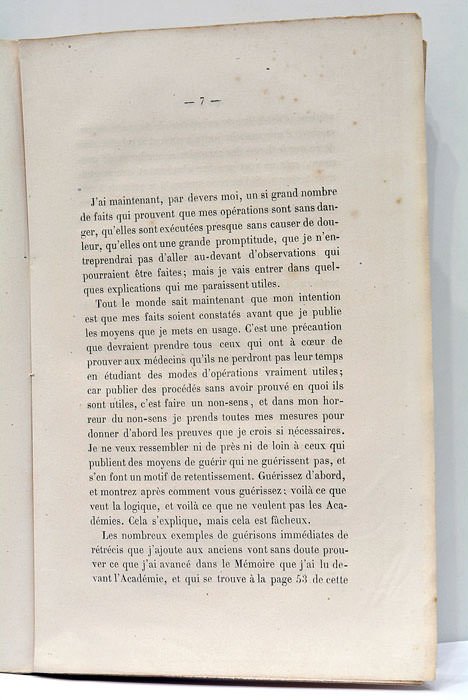 — 7 —
J'ai maintenant, par devers moi, un si grand nombre
de faits qui prouvent que mes opérations sont sans dan-
ger, qu'elles sont exécutées presque sans causer de dou-
leur, qu'elles ont une grande promptitude, que je n'en-
treprendrai pas d'aller au-devant d'observations qui
pourraient être faites; mais je vais entrer dans quel-
ques explications qui me paraissent utiles.
Tout le monde sait maintenant que mon intention
est que mes faits soient constatés avant que je publie
les moyens que je mets en usage. C'est une précaution
que devraient prendre tous ceux qui ont à cœur de
prouver aux médecins qu'ils ne perdront pas leur temps
en étudiant des modes d'opérations vraiment utiles;
car publier des procédés sans avoir prouvé en quoi ils
sont utiles, c'est faire un non-sens, et dans mon hor-
reur du non-sens je prends toutes mes mesures pour
donner d'abord les preuves que je crois si nécessaires.
Je ne veux ressembler ni de près ni de loin à ceux qui
publient des moyens de guérir qui ne guérissent pas, et
s'en font un motif de retentissement. Guérissez d'abord,
et montrez après comment vous guérissez; voilà ce que
veut la logique, et voilà ce que ne veulent pas les Aca-
démies. Cela s'explique, mais cela est fâcheux.
Les nombreux exemples de guérisons immédiates de
rétrécis que j'ajoute aux anciens vont sans doute prou-
ver ce que j'ai avancé dans le Mémoire que j'ai lu de-
vant l'Académie, et qui se trouve à la page 53 de cette